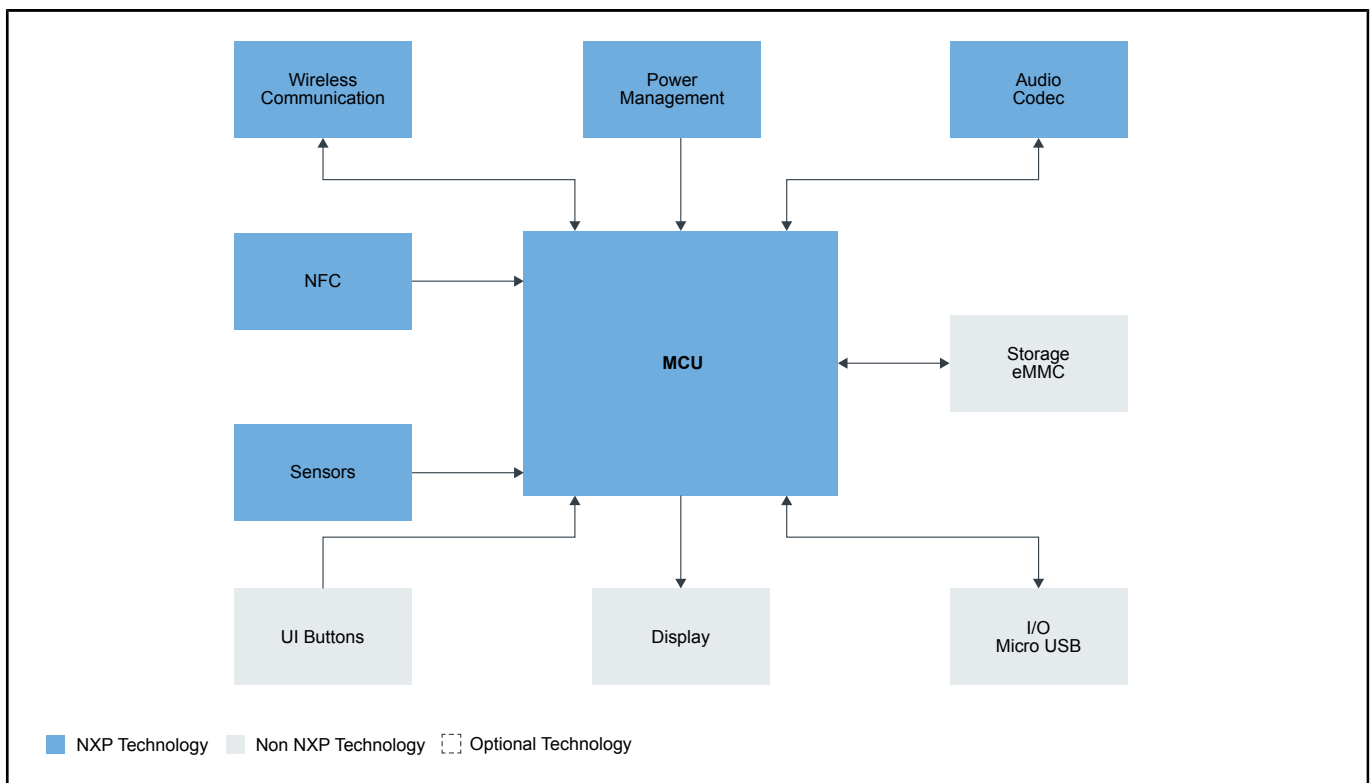 Wireless
Communication
Power
Management
Audio
Codec
NFC
MCU
Storage
eMMC
Sensors
UI Buttons
Display
I/O
Micro USB
NXP Technology
Non NXP Technology
Optional Technology